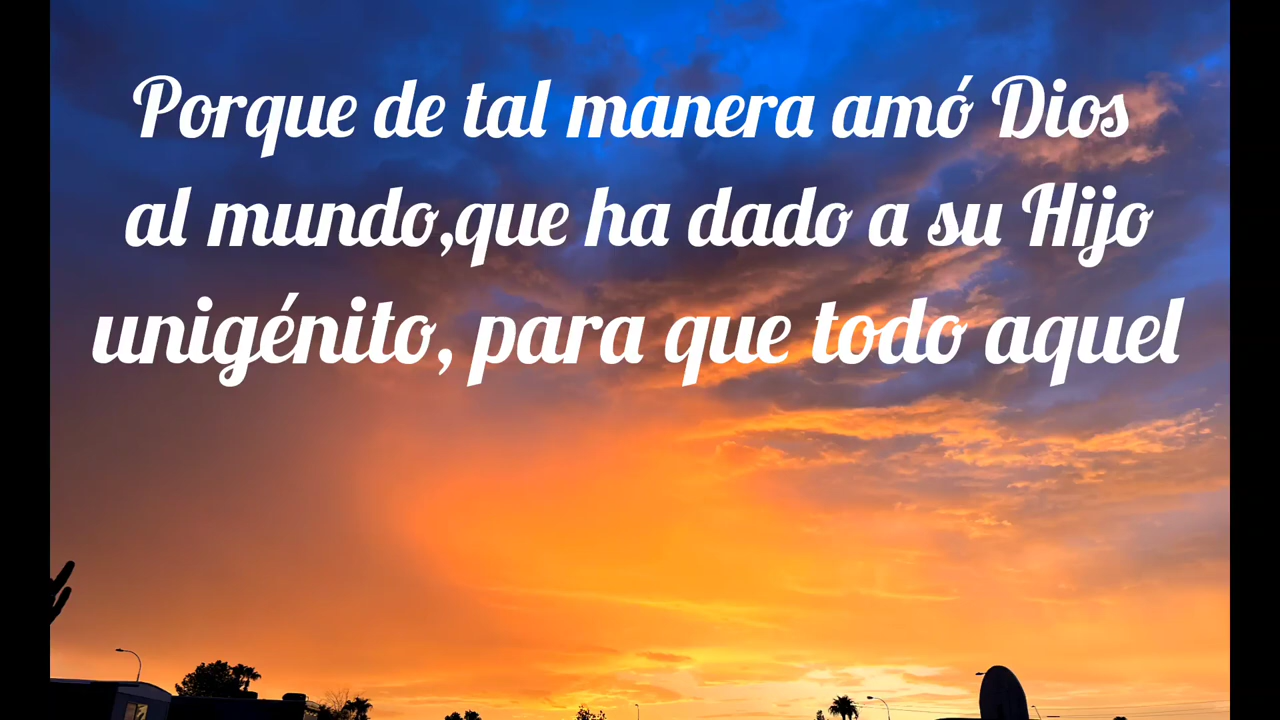 Porque de tal manera amó Dios
al mundo,que ha dado a su Hijo
unigénito, para que todo aquel